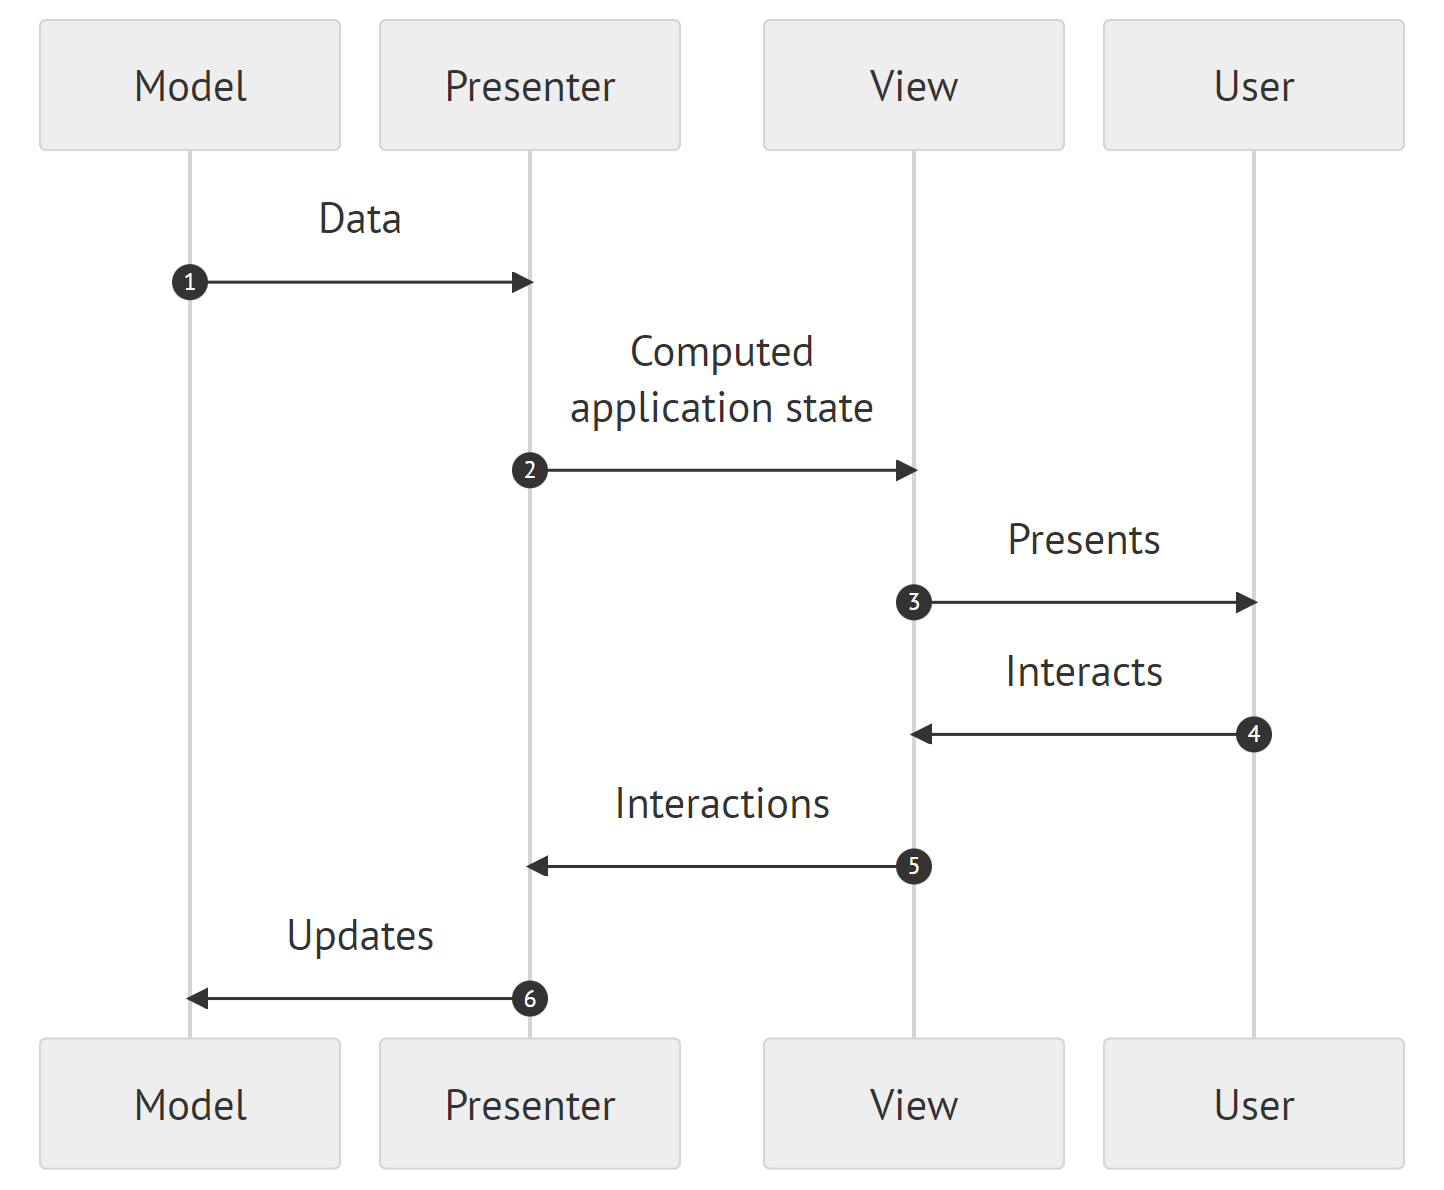 Model
Presenter
View
User
Data
1
Computed
application state
2
Presents
3
Interacts
4
Interactions
5
Updates
6
Model
Presenter
View
User